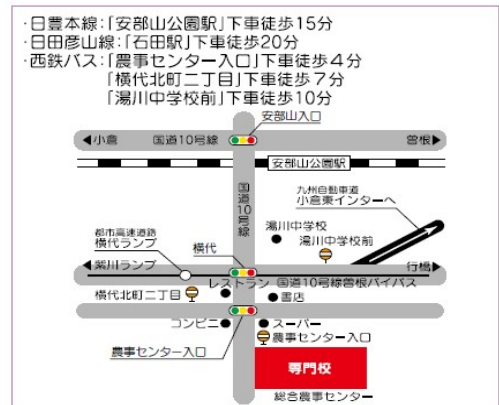 ・日豊本線：「安部山公園駅」下車徒歩15分
・日田彦山線：「石田駅」下車徒歩20分
・西鉄バス：「農事センター入口」下車徒歩４分
「横代北町二丁目」下車徒歩７分
「湯川中学校前」下車徒歩10分
安部山入口
◀小倉 国道10号線 曽根▶
安部山公園駅
国道10号線
九州自動車道
小倉東インターへ
湯川中学校
湯川中学校前
都市高速道路
横代ランプ
横代
◀紫川ランプ 行橋▶
レストラン 国道10号線曽根バイパス
横代北町二丁目 書店
コンビニ スーパー
農事センター入口 農事センター入口
専門校
総合農事センター